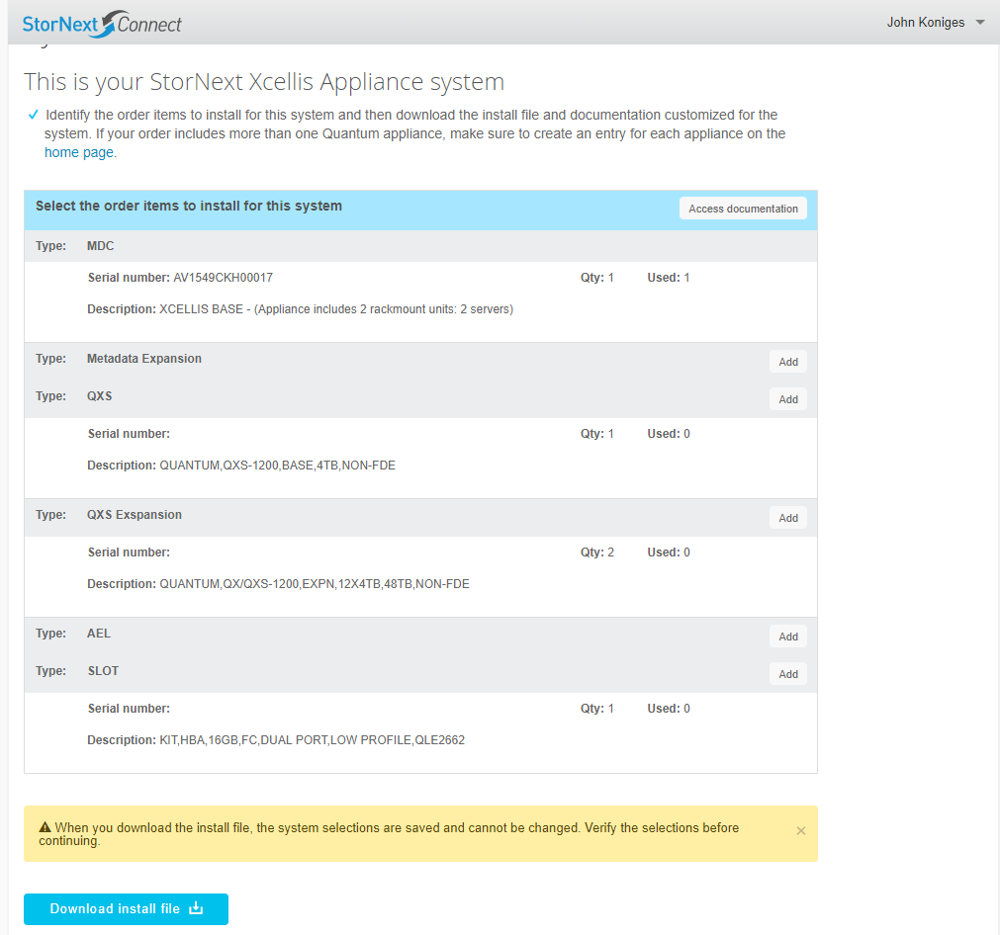 StorNext Connect
John Koniges
This is your StorNext Xcellis Appliance system
Identify the order items to install for this system and then download the install file and documentation customized for the
system. If your order includes more than one Quantum appliance, make sure to create an entry for each appliance on the
home page.
Select the order items to install for this system
Access documentation
Type: MDC
Serial number: AV1549CKH00017 Qty: 1 Used: 1
Description: XCELLIS BASE - (Appliance includes 2 rackmount units: 2 servers)
Type: Metadata Expansion Add
Type: QXS Add
Serial number: Qty: 1 Used: 0
Description: QUANTUM,QXS-1200,BASE,4TB,NON-FDE
Type: QXS Exspansion Add
Serial number: Qty: 2 Used: 0
Description: QUANTUM,QX/QXS-1200,EXPN,12X4TB,48TB,NON-FDE
Type: AEL Add
Type: SLOT Add
Serial number: Qty: 1 Used: 0
Description: KIT,HBA,16GB,FC,DUAL PORT,LOW PROFILE,QLE2662
When you download the install file, the system selections are saved and cannot be changed. Verify the selections before
continuing.
Download install file